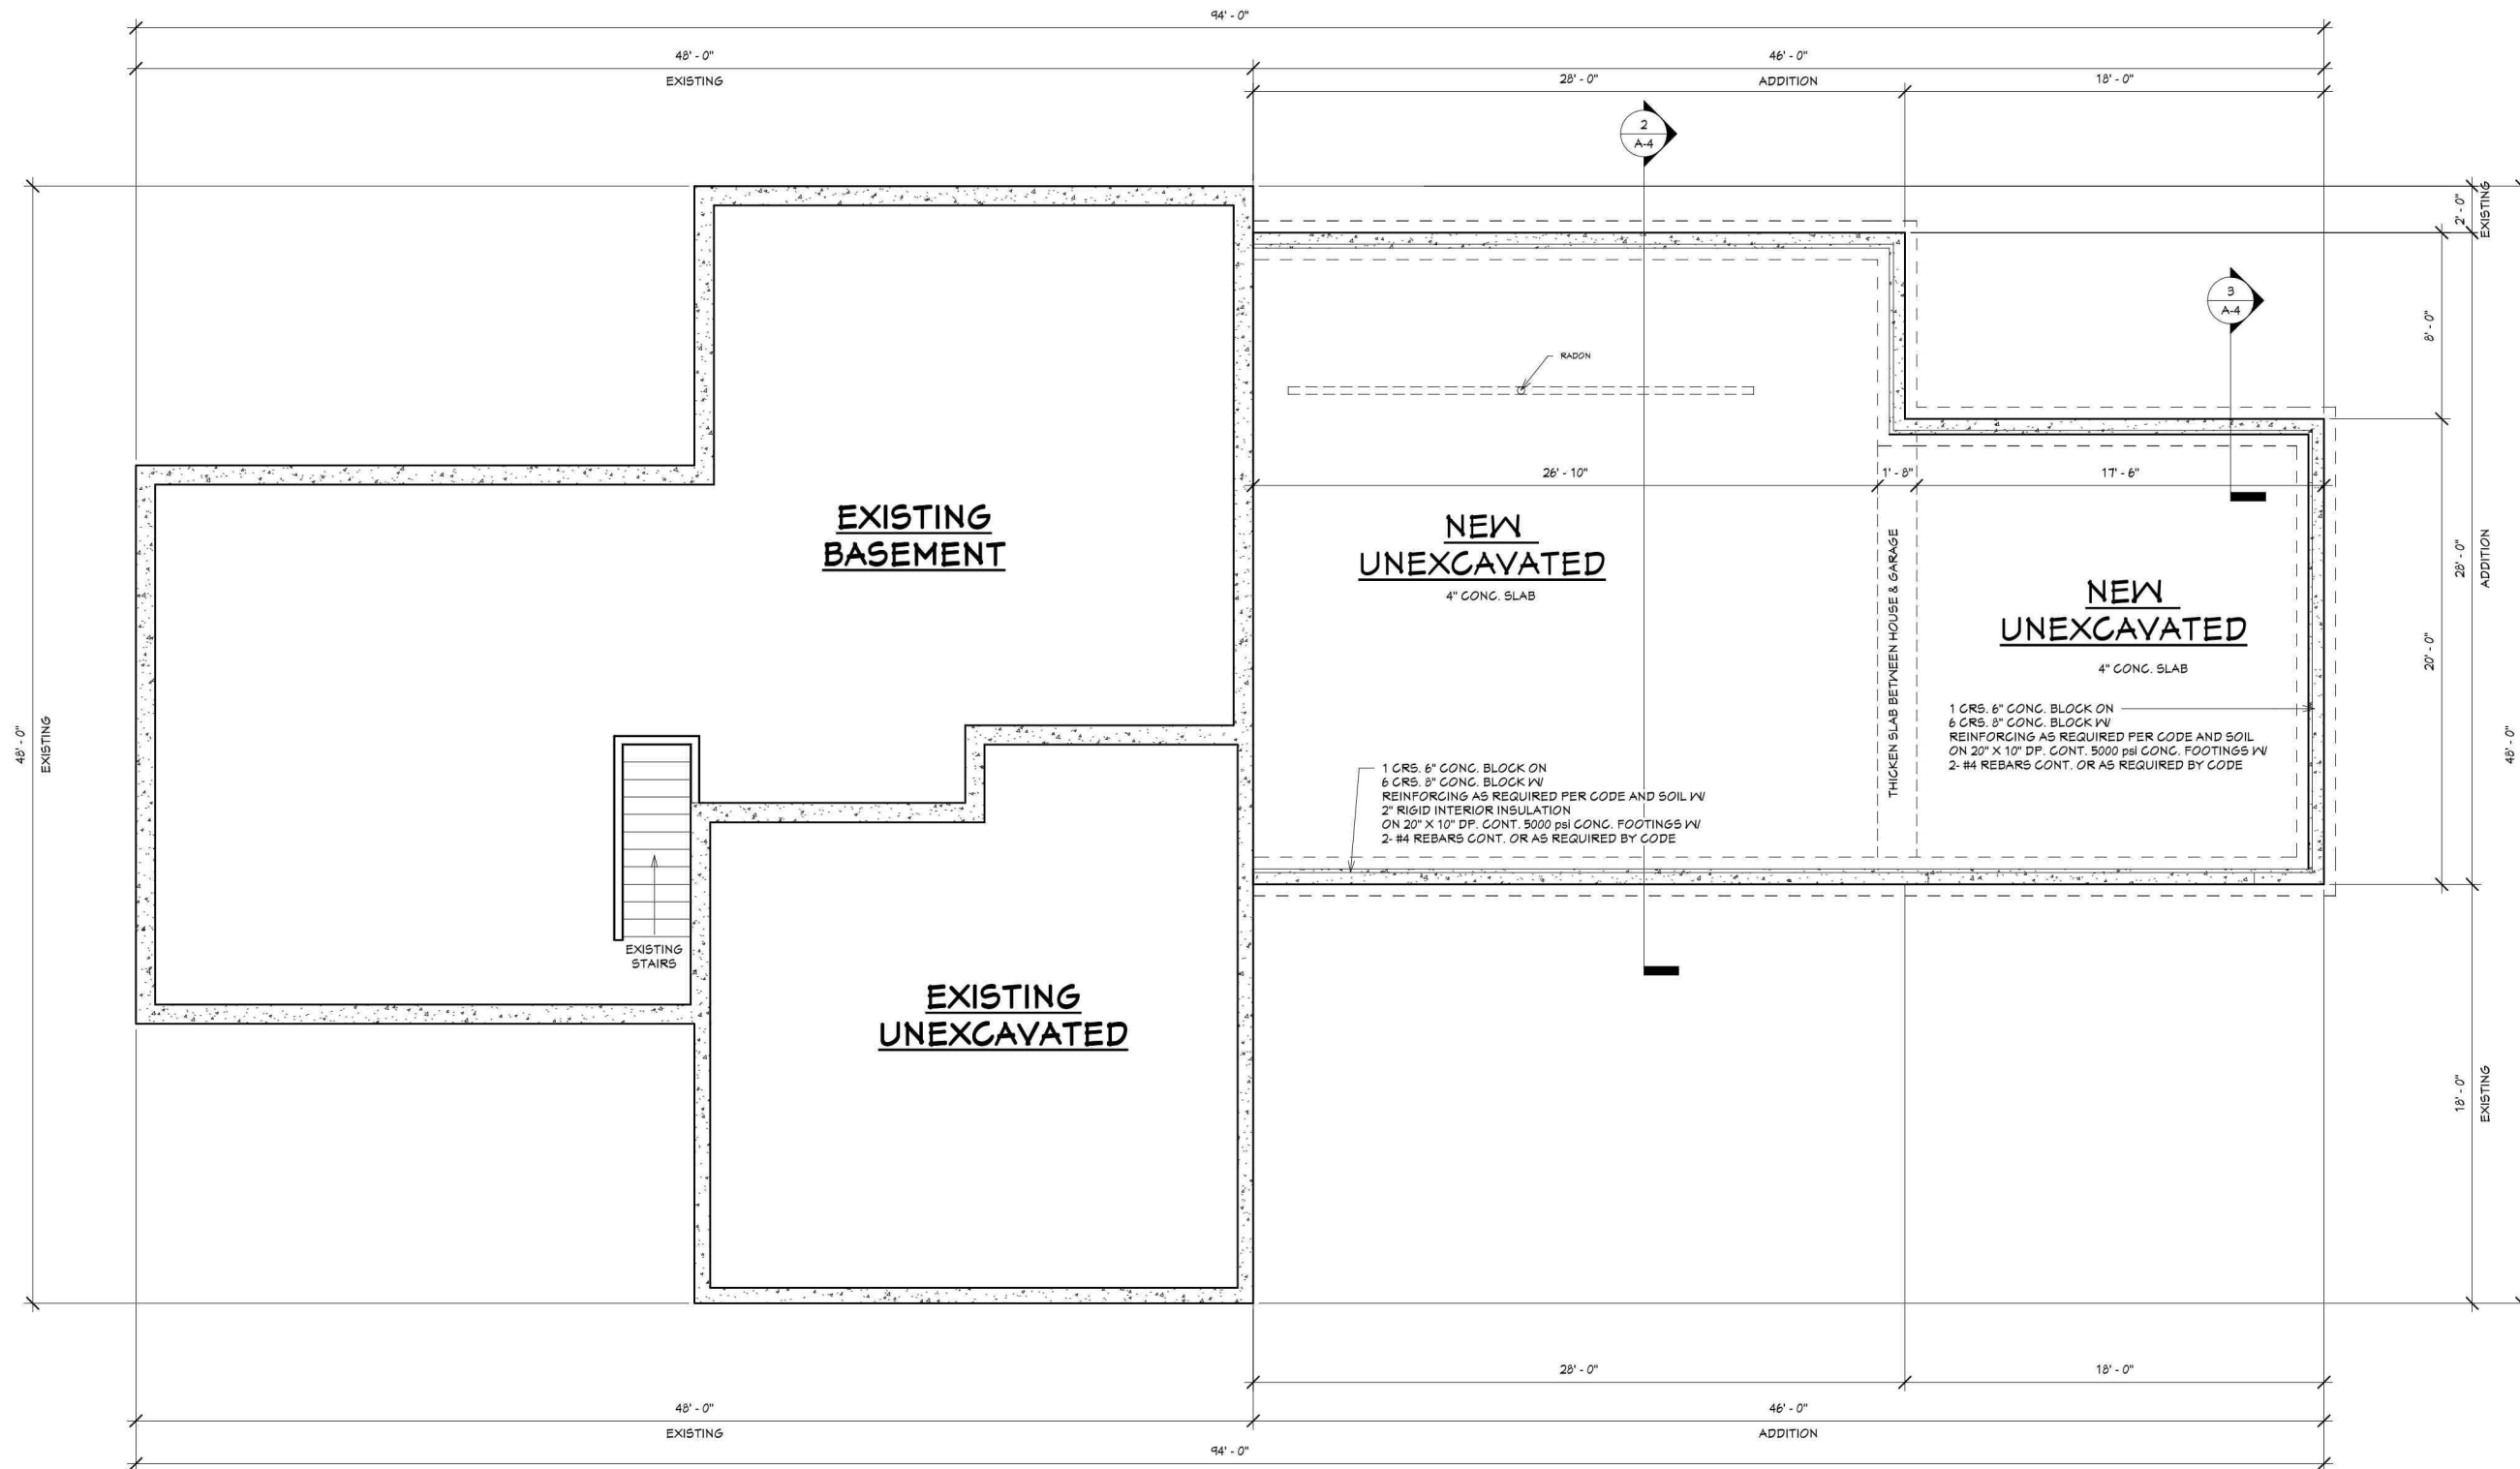 94' - 0"
48' - 0"
46' - 0"
EXISTING
28' - 0"
ADDITION
18' - 0"
2
A-4
2' - 0"
EXISTING
3
A-4
8' - 0"
RADON
26' - 10"
1' - 8"
17' - 6"
EXISTING
BASEMENT
NEW
UNEXCAVATED
4" CONC. SLAB
THICKEN SLAB BETWEEN HOUSE & GARAGE
NEW
UNEXCAVATED
4" CONC. SLAB
28' - 0"
ADDITION
20' - 0"
1 CRS. 6" CONC. BLOCK ON
6 CRS. 8" CONC. BLOCK W/
REINFORCING AS REQUIRED PER CODE AND SOIL
ON 20" X 10" DP. CONT. 5000 psi CONC. FOOTINGS W/
2- #4 REBARS CONT. OR AS REQUIRED BY CODE
48' - 0"
EXISTING
48' - 0"
1 CRS. 6" CONC. BLOCK ON
6 CRS. 8" CONC. BLOCK W/
REINFORCING AS REQUIRED PER CODE AND SOIL W/
2" RIGID INTERIOR INSULATION
ON 20" X 10" DP. CONT. 5000 psi CONC. FOOTINGS W/
2- #4 REBARS CONT. OR AS REQUIRED BY CODE
EXISTING
STAIRS
EXISTING
UNEXCAVATED
18' - 0"
EXISTING
28' - 0"
18' - 0"
48' - 0"
46' - 0"
EXISTING
ADDITION
94' - 0"